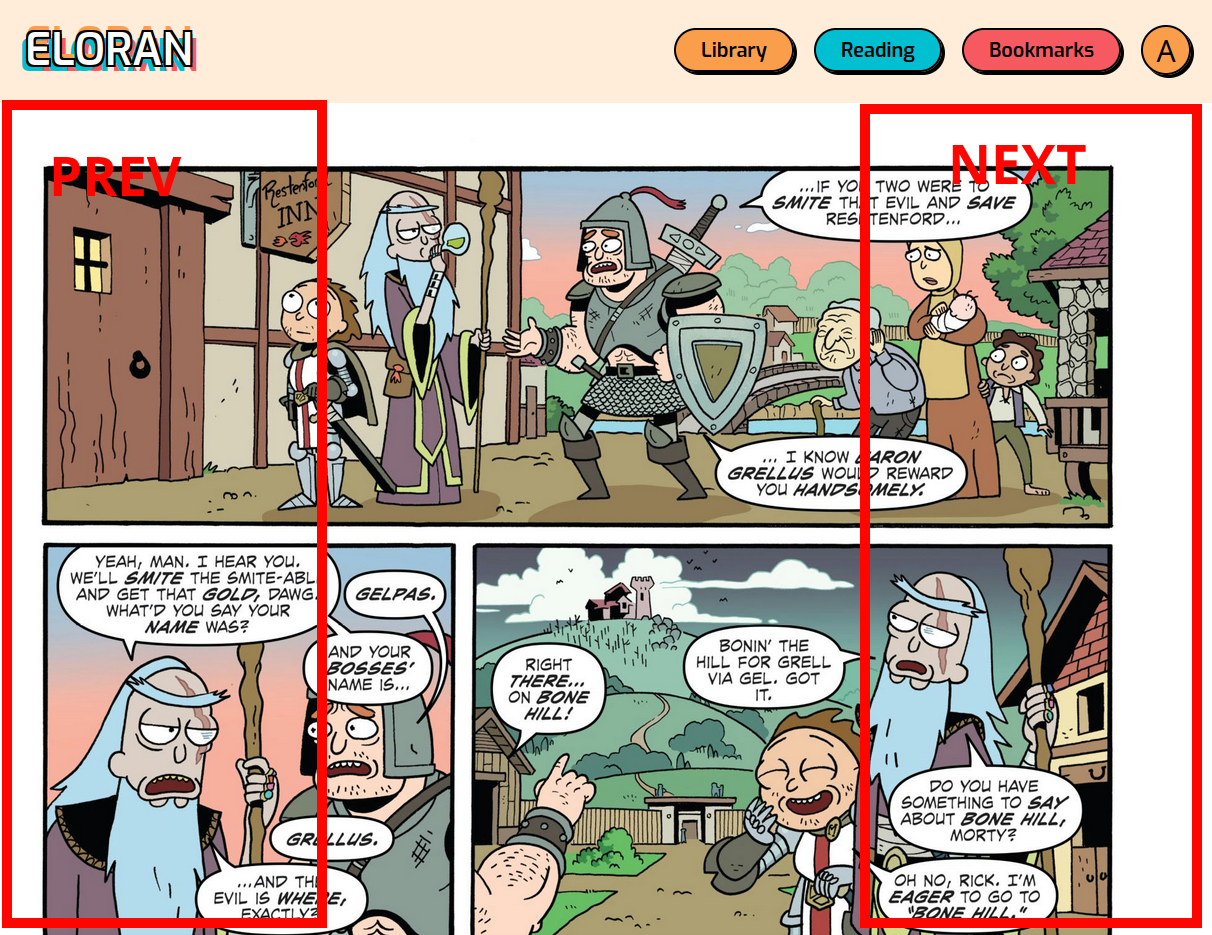 ELORAN
Library
Reading
Bookmarks
A
PREV
NEXT
Restenford
INN
...IF YOU TWO WERE TO
SMITE THAT EVIL AND SAVE
RESTENFORD...
... I KNOW BARON
GRELLUS WOULD REWARD
YOU HANDSOMELY.
YEAH, MAN. I HEAR YOU.
WE'LL SMITE THE SMITE-ABLE
AND GET THAT GOLD, DAWG.
WHAT'D YOU SAY YOUR
NAME WAS?
GELPAS.
AND YOUR
BOSSES'
NAME IS...
GRELLUS.
...AND THE
EVIL IS WHERE,
EXACTLY?
RIGHT
THERE...
ON BONE
HILL!
BONIN' THE
HILL FOR GRELL
VIA GEL. GOT
IT.
DO YOU HAVE
SOMETHING TO SAY
ABOUT BONE HILL,
MORTY?
OH NO, RICK. I'M
EAGER TO GO TO
"BONE HILL."